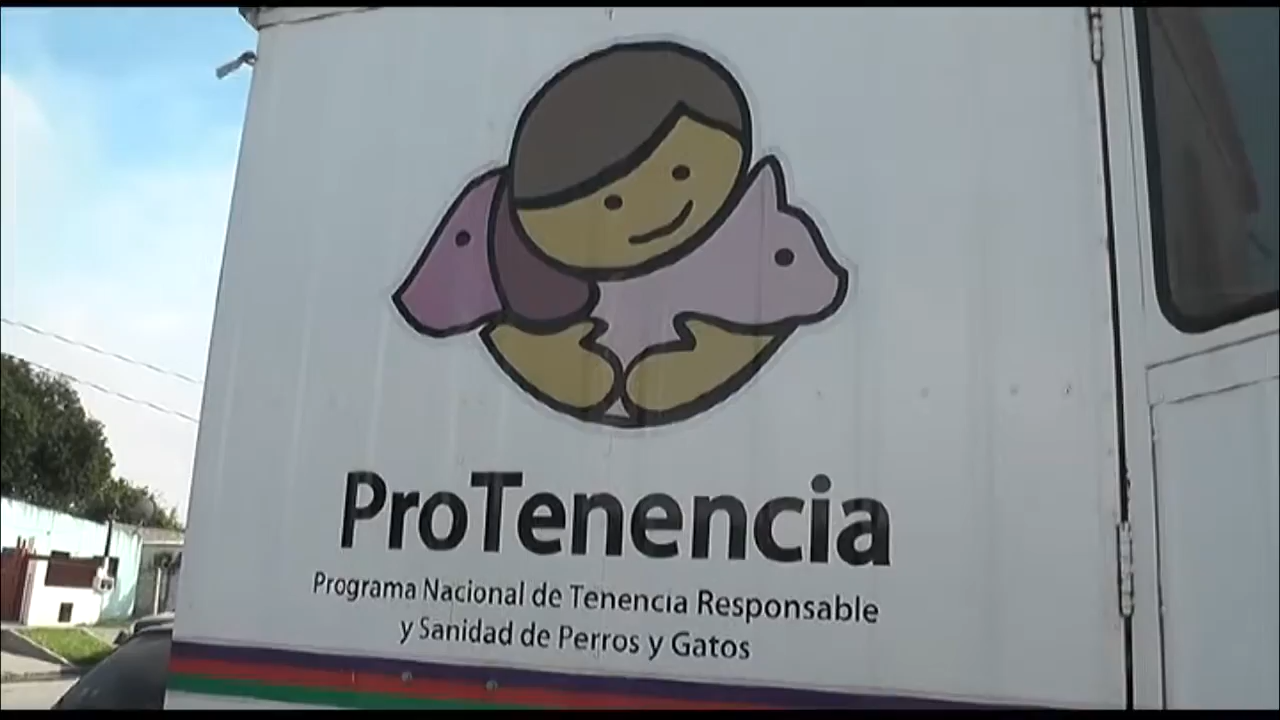 ProTenencia
Programa Nacional de Tenencia Responsable
y Sanidad de Perros y Gatos